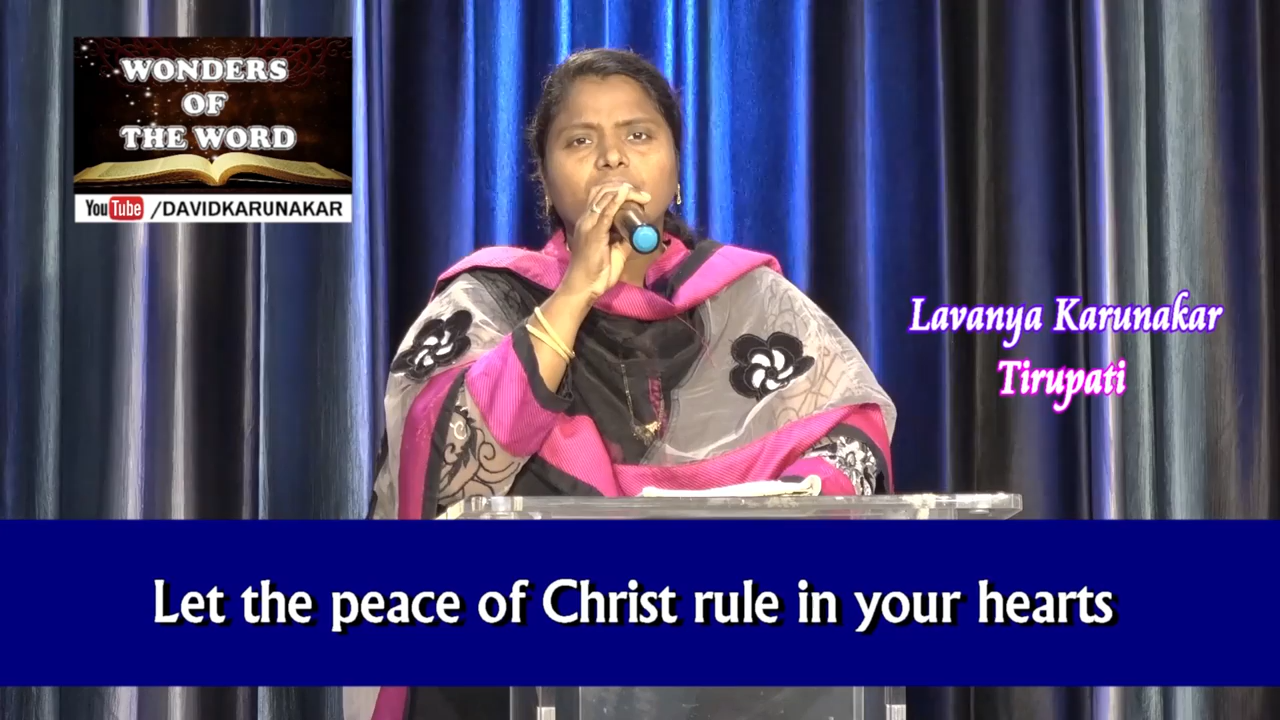 WONDERS
OF
THE WORD
YouTube /DAVIDKARUNAKAR
Lavanya Karunakar
Tirupati
Let the peace of Christ rule in your hearts